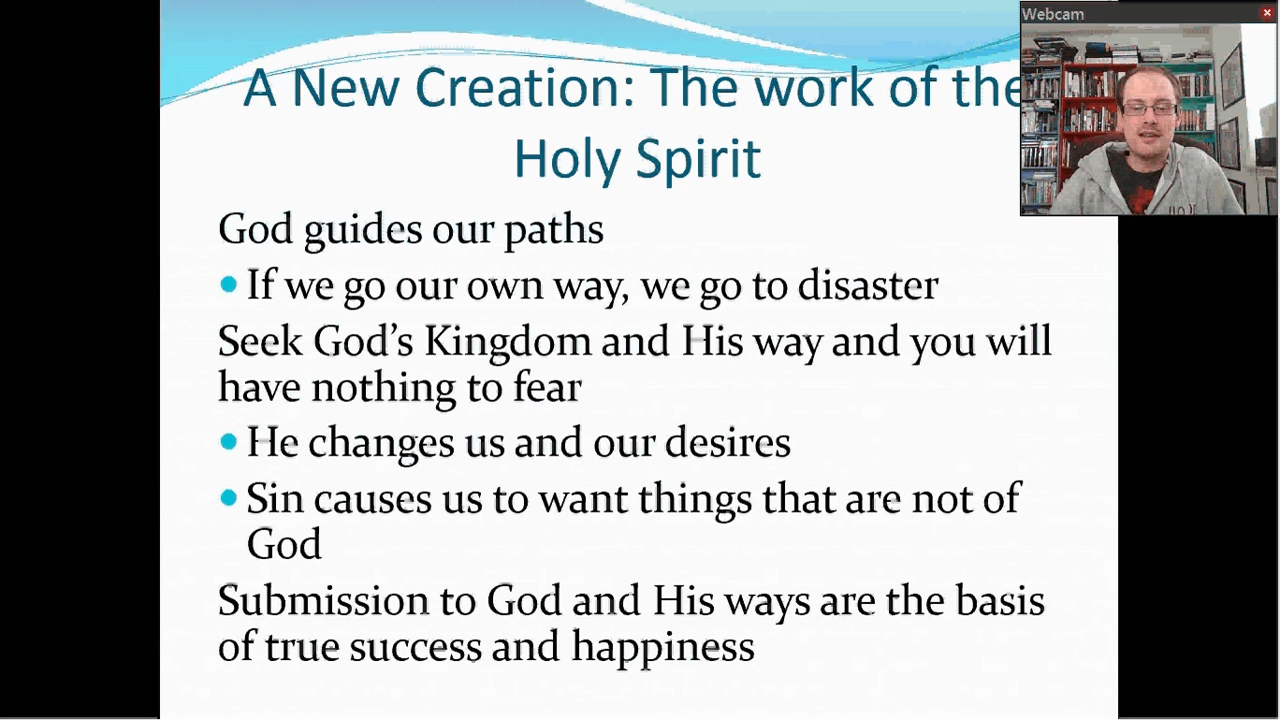 Webcam
A New Creation: The work of the
Holy Spirit
God guides our paths
• If we go our own way, we go to disaster
Seek God’s Kingdom and His way and you will
have nothing to fear
• He changes us and our desires
• Sin causes us to want things that are not of
God
Submission to God and His ways are the basis
of true success and happiness